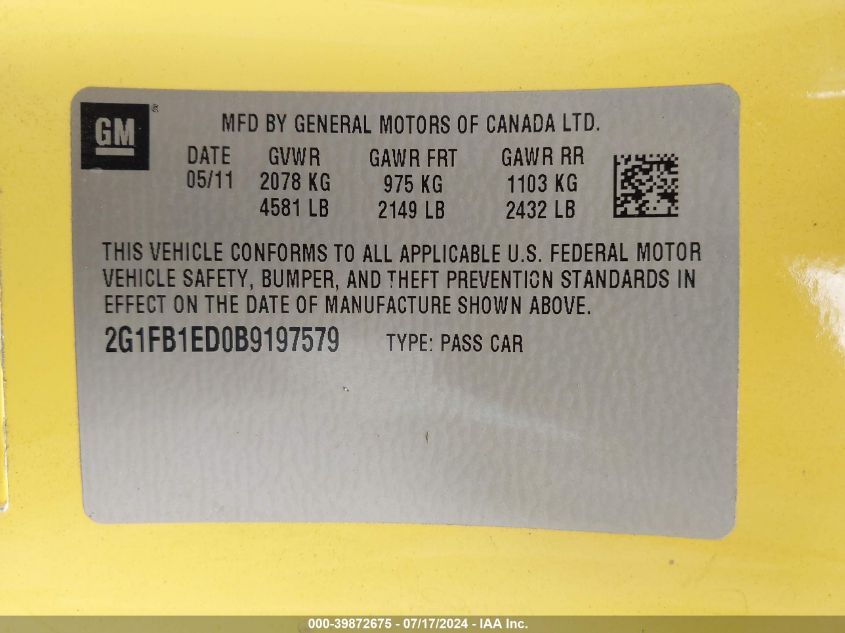 GM ®
MFD BY GENERAL MOTORS OF CANADA LTD.
DATE GVWR GAWR FRT GAWR RR
05/11 2078 KG 975 KG 1103 KG
4581 LB 2149 LB 2432 LB
THIS VEHICLE CONFORMS TO ALL APPLICABLE U.S. FEDERAL MOTOR
VEHICLE SAFETY, BUMPER, AND THEFT PREVENTION STANDARDS IN
EFFECT ON THE DATE OF MANUFACTURE SHOWN ABOVE.
2G1FB1ED0B9197579 TYPE: PASS CAR
000-39872675 - 07/17/2024 - IAA Inc.